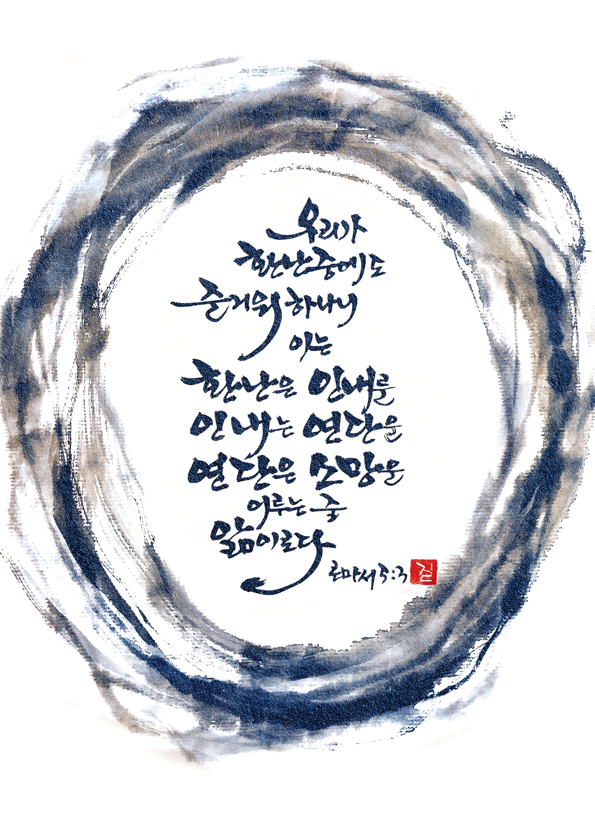 우리가
환난중에도
즐거워 하나니
이는
환난은 인내를
인내는 연단을
연단은 소망을
이루는 줄
앎이로다
로마서 5:3 길